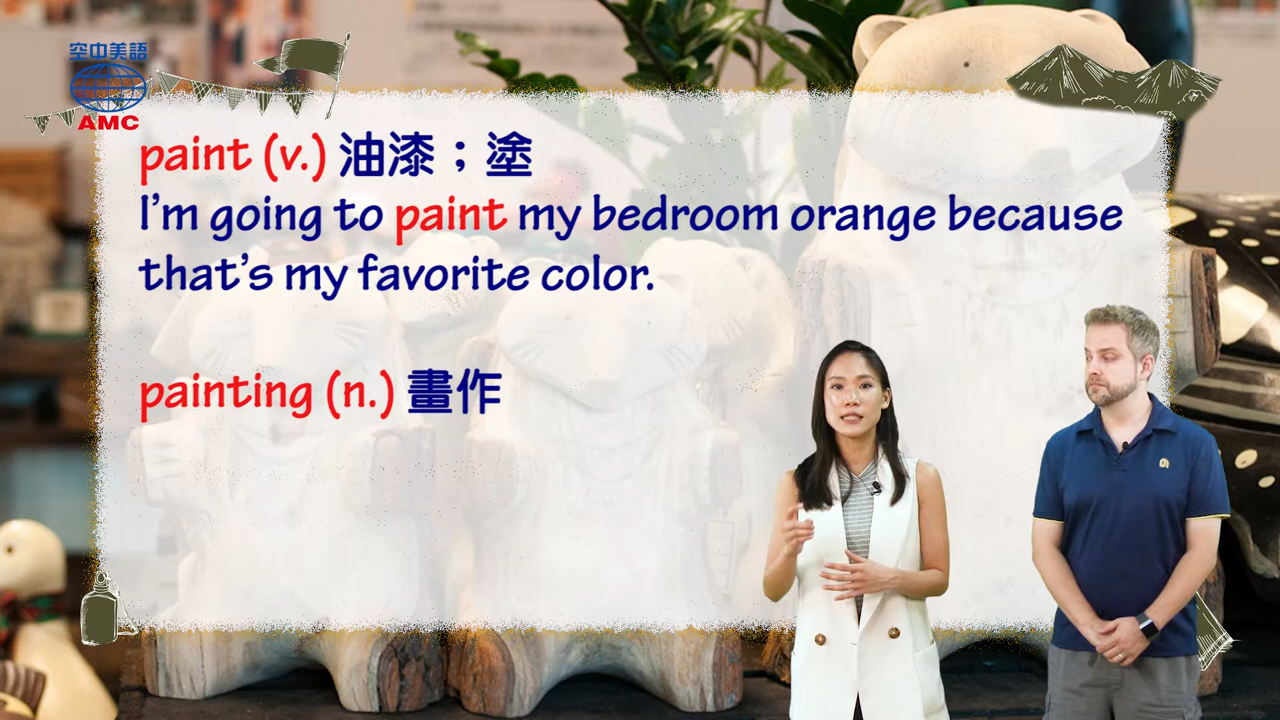 空中美語
AMC
paint (v.) 油漆；塗
I'm going to paint my bedroom orange because
that's my favorite color.
painting (n.) 畫作